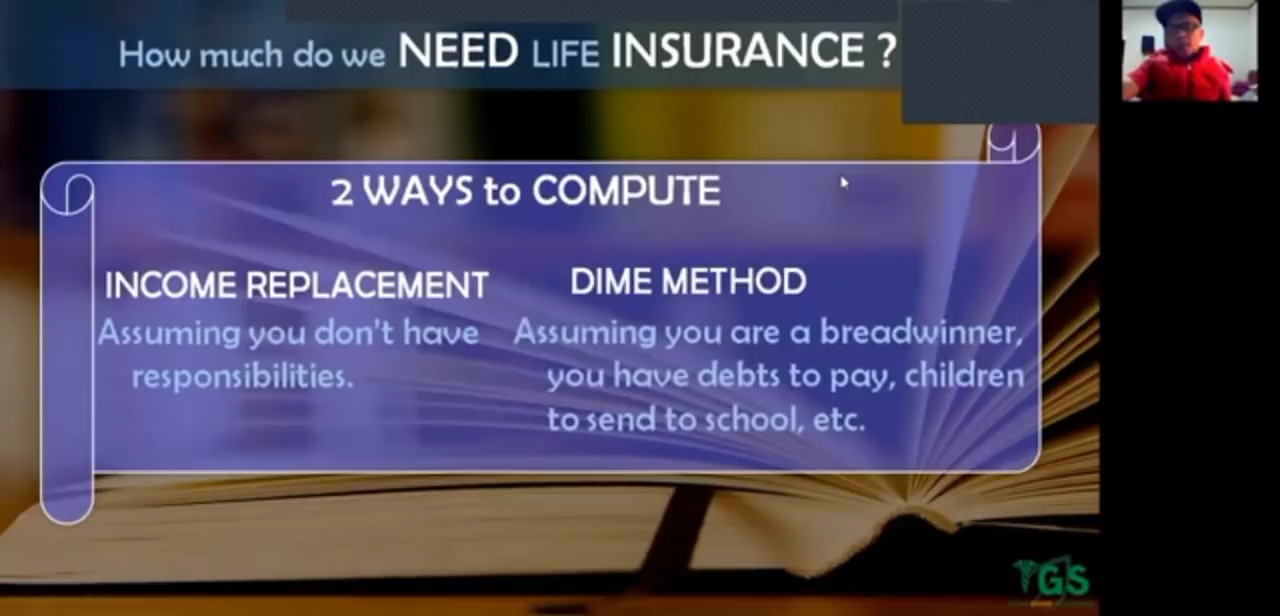 How much do we NEED LIFE INSURANCE ?
2 WAYS to COMPUTE
INCOME REPLACEMENT
Assuming you don't have
responsibilities.
DIME METHOD
Assuming you are a breadwinner,
you have debts to pay, children
to send to school, etc.
GS